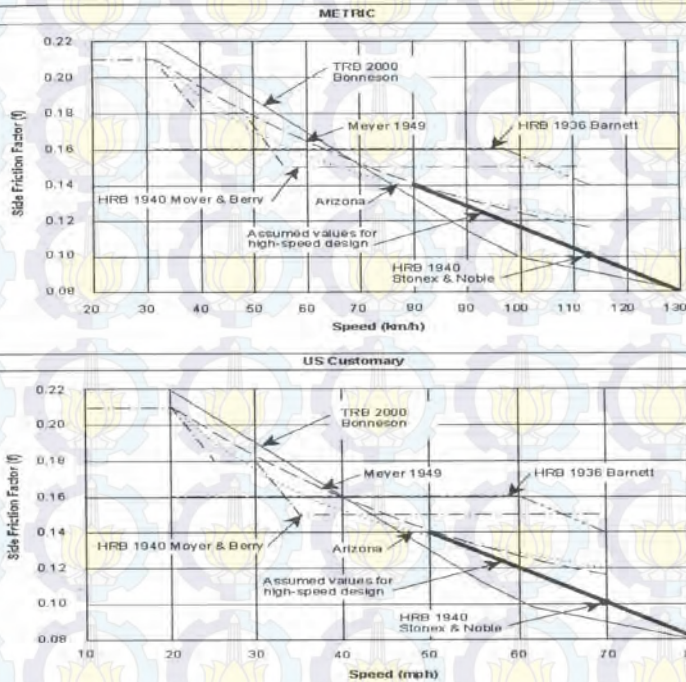 METRIC
0.22
0.20
0.18
0.16
0.14
0.12
0.10
0.08
Side Friction Factor (f)
TRB 2000
Bonneson
Meyer 1949
HRB 1936 Barnett
HRB 1940 Moyer & Berry
Arizona
Assumed values for
high-speed design
HRB 1940
Stonex & Noble
20 30 40 50 60 70 80 90 100 110 120 130
Speed (km/h)
US Customary
0.22
0.20
0.18
0.16
0.14
0.12
0.10
0.08
Side Friction Factor (f)
TRB 2000
Bonneson
Meyer 1949
HRB 1936 Barnett
HRB 1940 Moyer & Berry
Arizona
Assumed values for
high-speed design
HRB 1940
Stonex & Noble
10 20 30 40 50 60 70
Speed (mph)